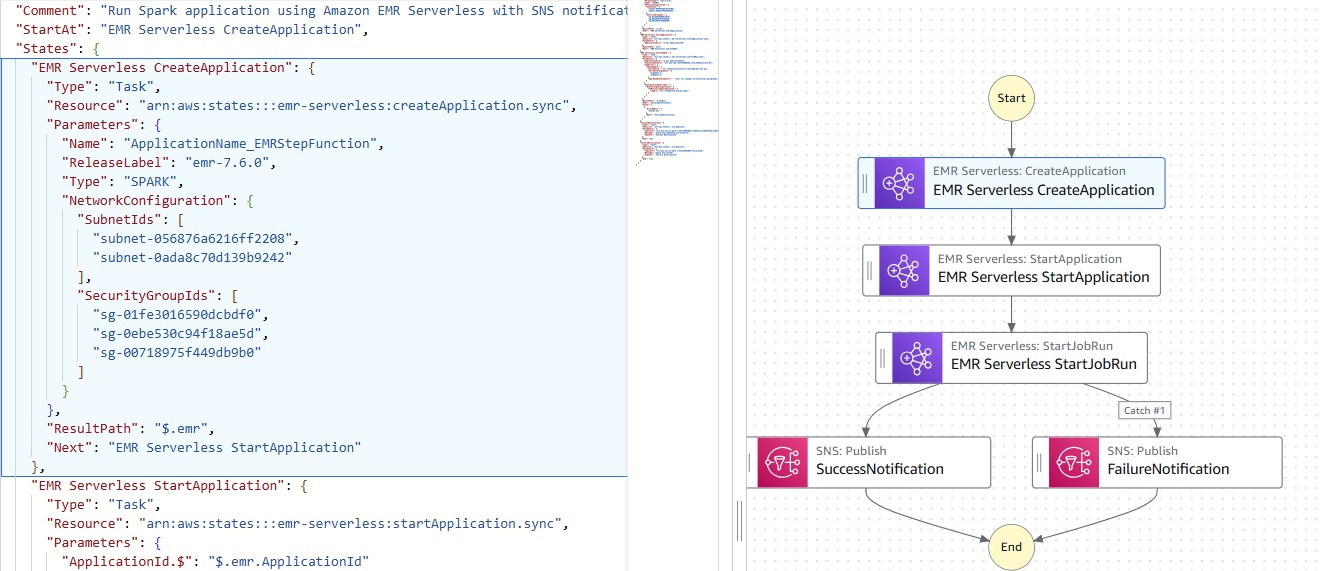 "Comment": "Run Spark application using Amazon EMR Serverless with SNS notificat
"StartAt": "EMR Serverless CreateApplication",
"States": {
"EMR Serverless CreateApplication": {
"Type": "Task",
"Resource": "arn:aws:states:::emr-serverless:createApplication.sync",
"Parameters": {
"Name": "ApplicationName_EMRStepFunction",
"ReleaseLabel": "emr-7.6.0",
"Type": "SPARK",
"NetworkConfiguration": {
"SubnetIds": [
"subnet-056876a6216ff2208",
"subnet-0ada8c70d139b9242"
],
"SecurityGroupIds": [
"sg-01fe3016590dcbdf0",
"sg-0ebe530c94f18ae5d",
"sg-00718975f449db9b0"
]
}
},
"ResultPath": "$.emr",
"Next": "EMR Serverless StartApplication"
},
"EMR Serverless StartApplication": {
"Type": "Task",
"Resource": "arn:aws:states:::emr-serverless:startApplication.sync",
"Parameters": {
"ApplicationId.$": "$.emr.ApplicationId"
Start
EMR Serverless: CreateApplication
EMR Serverless CreateApplication
EMR Serverless: StartApplication
EMR Serverless StartApplication
EMR Serverless: StartJobRun
EMR Serverless StartJobRun
Catch #1
SNS: Publish
SuccessNotification
SNS: Publish
FailureNotification
End